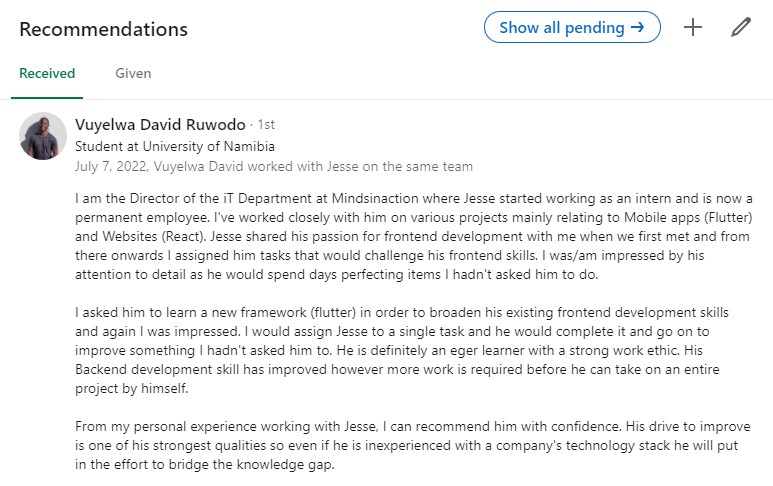 Recommendations
Show all pending →
Received
Given
Vuyelwa David Ruwodo · 1st
Student at University of Namibia
July 7, 2022, Vuyelwa David worked with Jesse on the same team
I am the Director of the iT Department at Mindsinaction where Jesse started working as an intern and is now a
permanent employee. I've worked closely with him on various projects mainly relating to Mobile apps (Flutter)
and Websites (React). Jesse shared his passion for frontend development with me when we first met and from
there onwards I assigned him tasks that would challenge his frontend skills. I was/am impressed by his
attention to detail as he would spend days perfecting items I hadn't asked him to do.
I asked him to learn a new framework (flutter) in order to broaden his existing frontend development skills
and again I was impressed. I would assign Jesse to a single task and he would complete it and go on to
improve something I hadn't asked him to. He is definitely an eger learner with a strong work ethic. His
Backend development skill has improved however more work is required before he can take on an entire
project by himself.
From my personal experience working with Jesse, I can recommend him with confidence. His drive to improve
is one of his strongest qualities so even if he is inexperienced with a company's technology stack he will put
in the effort to bridge the knowledge gap.